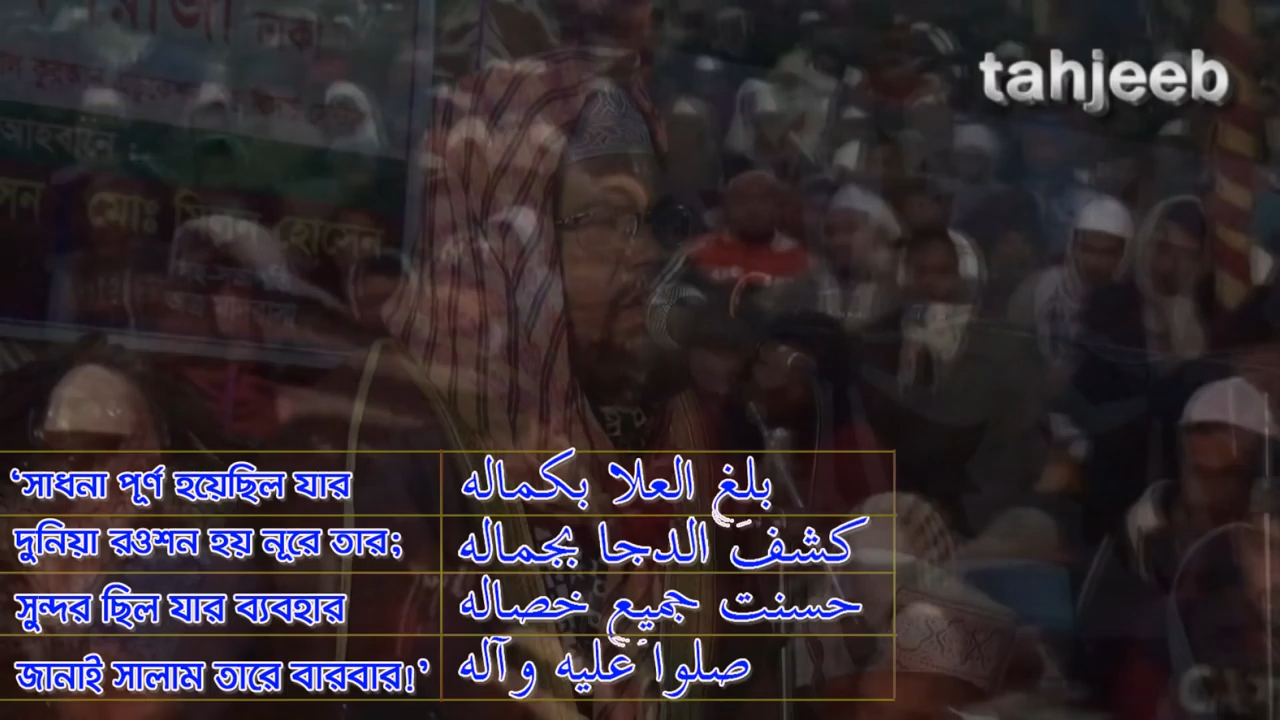 tahjeeb
আহবানে :
মোঃ
হোসেন
‘সাধনা পূর্ণ হয়েছিল যার
بلغ العلا بكماله
দুনিয়া রওশন হয় নূরে তার;
كشف الدجا بجماله
সুন্দর ছিল যার ব্যবহার
حسنت جميع خصاله
জানাই সালাম তারে বারবার!’
صلوا عليه وآله